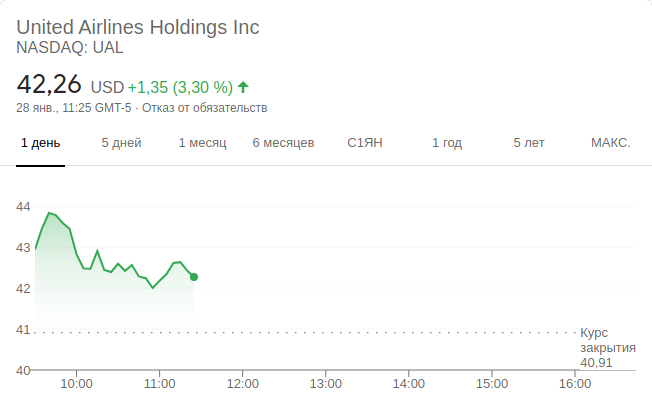 United Airlines Holdings Inc
NASDAQ: UAL
42,26 USD +1,35 (3,30 %)
28 янв., 11:25 GMT-5 · Отказ от обязательств
1 день 5 дней 1 месяц 6 месяцев С1ЯН 1 год 5 лет МАКС.
44
43
42
41
40
Курс
закрытия
40,91
10:00 11:00 12:00 13:00 14:00 15:00 16:00